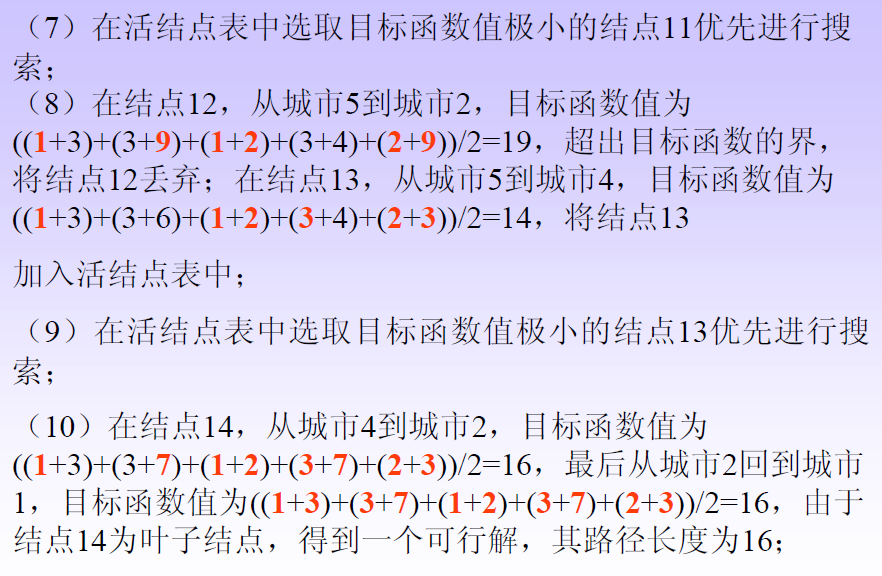 （7）在活结点表中选取目标函数值极小的结点11优先进行搜
索；
（8）在结点12，从城市5到城市2，目标函数值为
((1+3)+(3+9)+(1+2)+(3+4)+(2+9))/2=19，超出目标函数的界，
将结点12丢弃；在结点13，从城市5到城市4，目标函数值为
((1+3)+(3+6)+(1+2)+(3+4)+(2+3))/2=14，将结点13
加入活结点表中；
（9）在活结点表中选取目标函数值极小的结点13优先进行搜
索；
（10）在结点14，从城市4到城市2，目标函数值为
((1+3)+(3+7)+(1+2)+(3+7)+(2+3))/2=16，最后从城市2回到城市
1，目标函数值为((1+3)+(3+7)+(1+2)+(3+7)+(2+3))/2=16，由于
结点14为叶子结点，得到一个可行解，其路径长度为16；